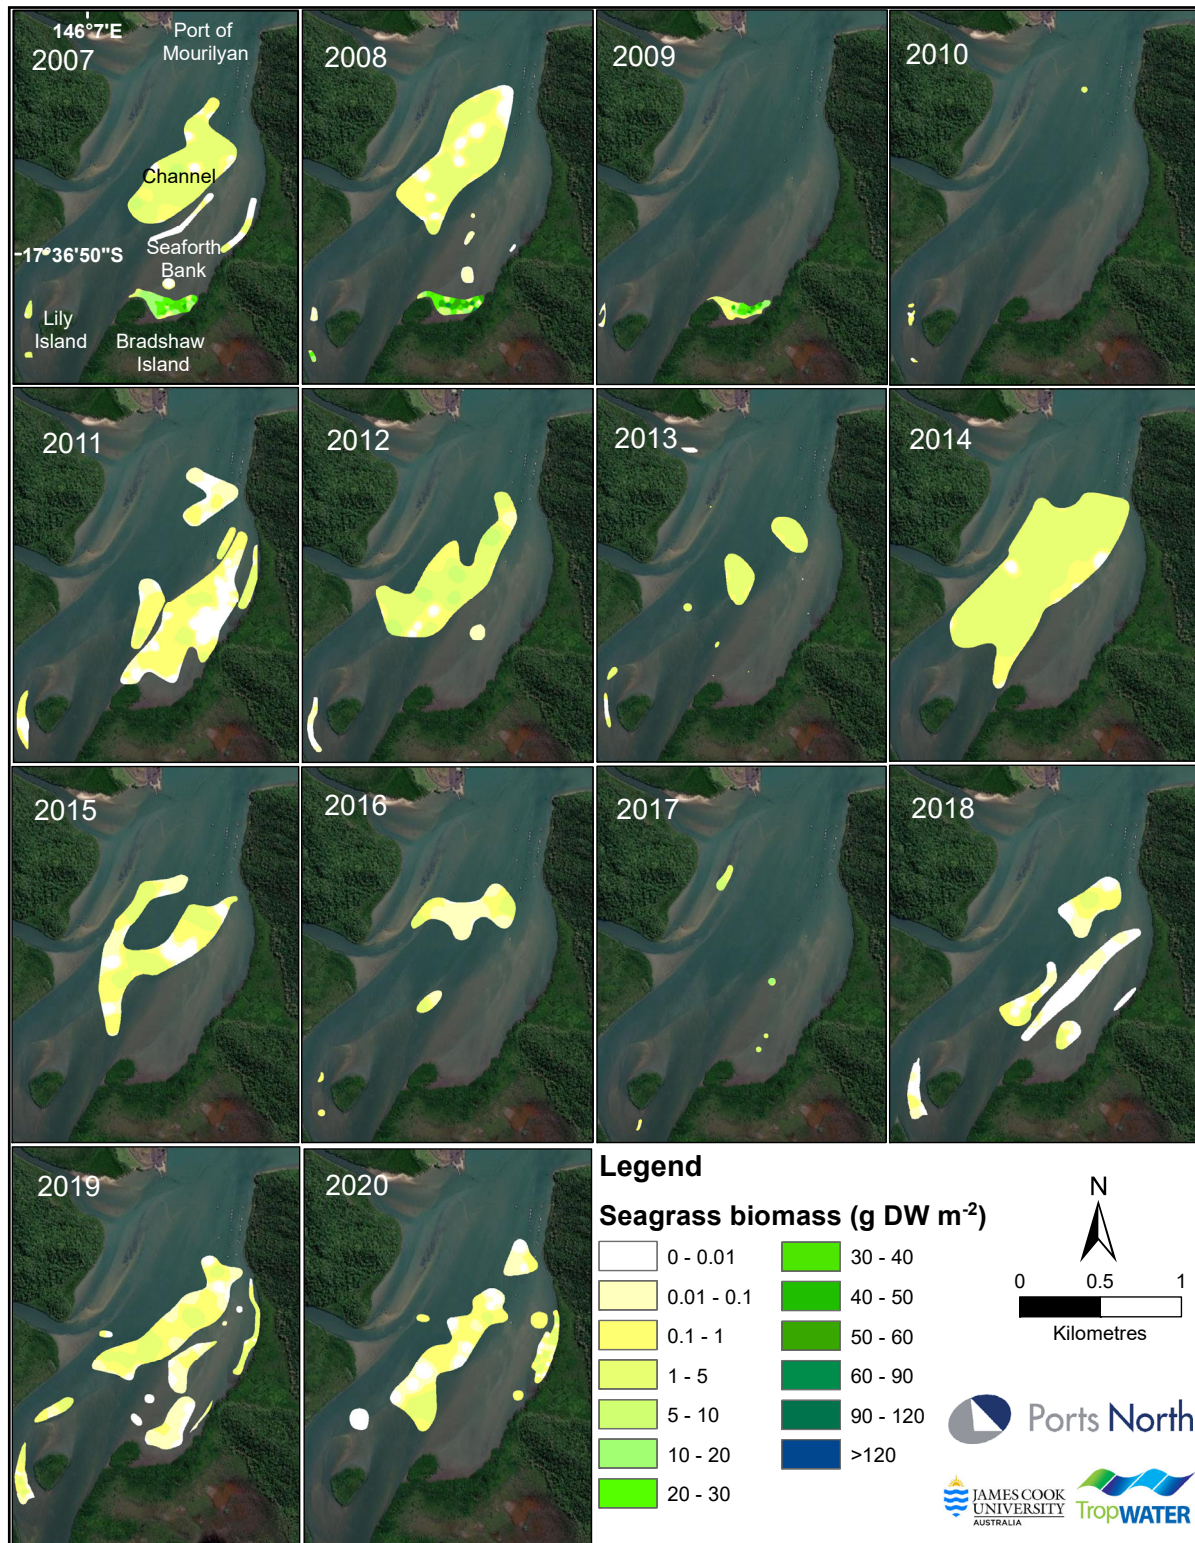 146°7'E
Port of
Mourilyan
2007
2008
2009
2010
Channel
17°36'50"S
Seaforth
Bank
Lily
Island
Bradshaw
Island
2011
2012
2013
2014
2015
2016
2017
2018
2019
2020
Legend
Seagrass biomass (g DW m⁻²)
0 - 0.01
0.01 - 0.1
0.1 - 1
1 - 5
5 - 10
10 - 20
20 - 30
30 - 40
40 - 50
50 - 60
60 - 90
90 - 120
>120
N
0 0.5 1
Kilometres
Ports North
JAMES COOK
UNIVERSITY
AUSTRALIA
TropWATER